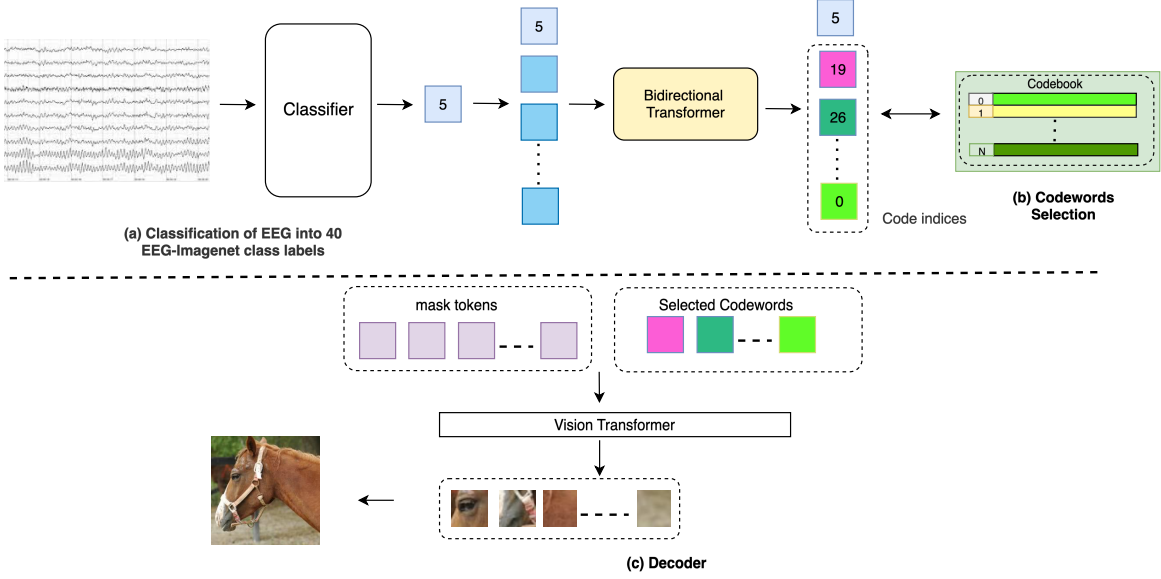 5
5
19
26
0
5
Classifier
Bidirectional
Transformer
Codebook
0
1
N
Code indices
(b) Codewords
Selection
(a) Classification of EEG into 40
EEG-Imagenet class labels
mask tokens
Selected Codewords
Vision Transformer
(c) Decoder